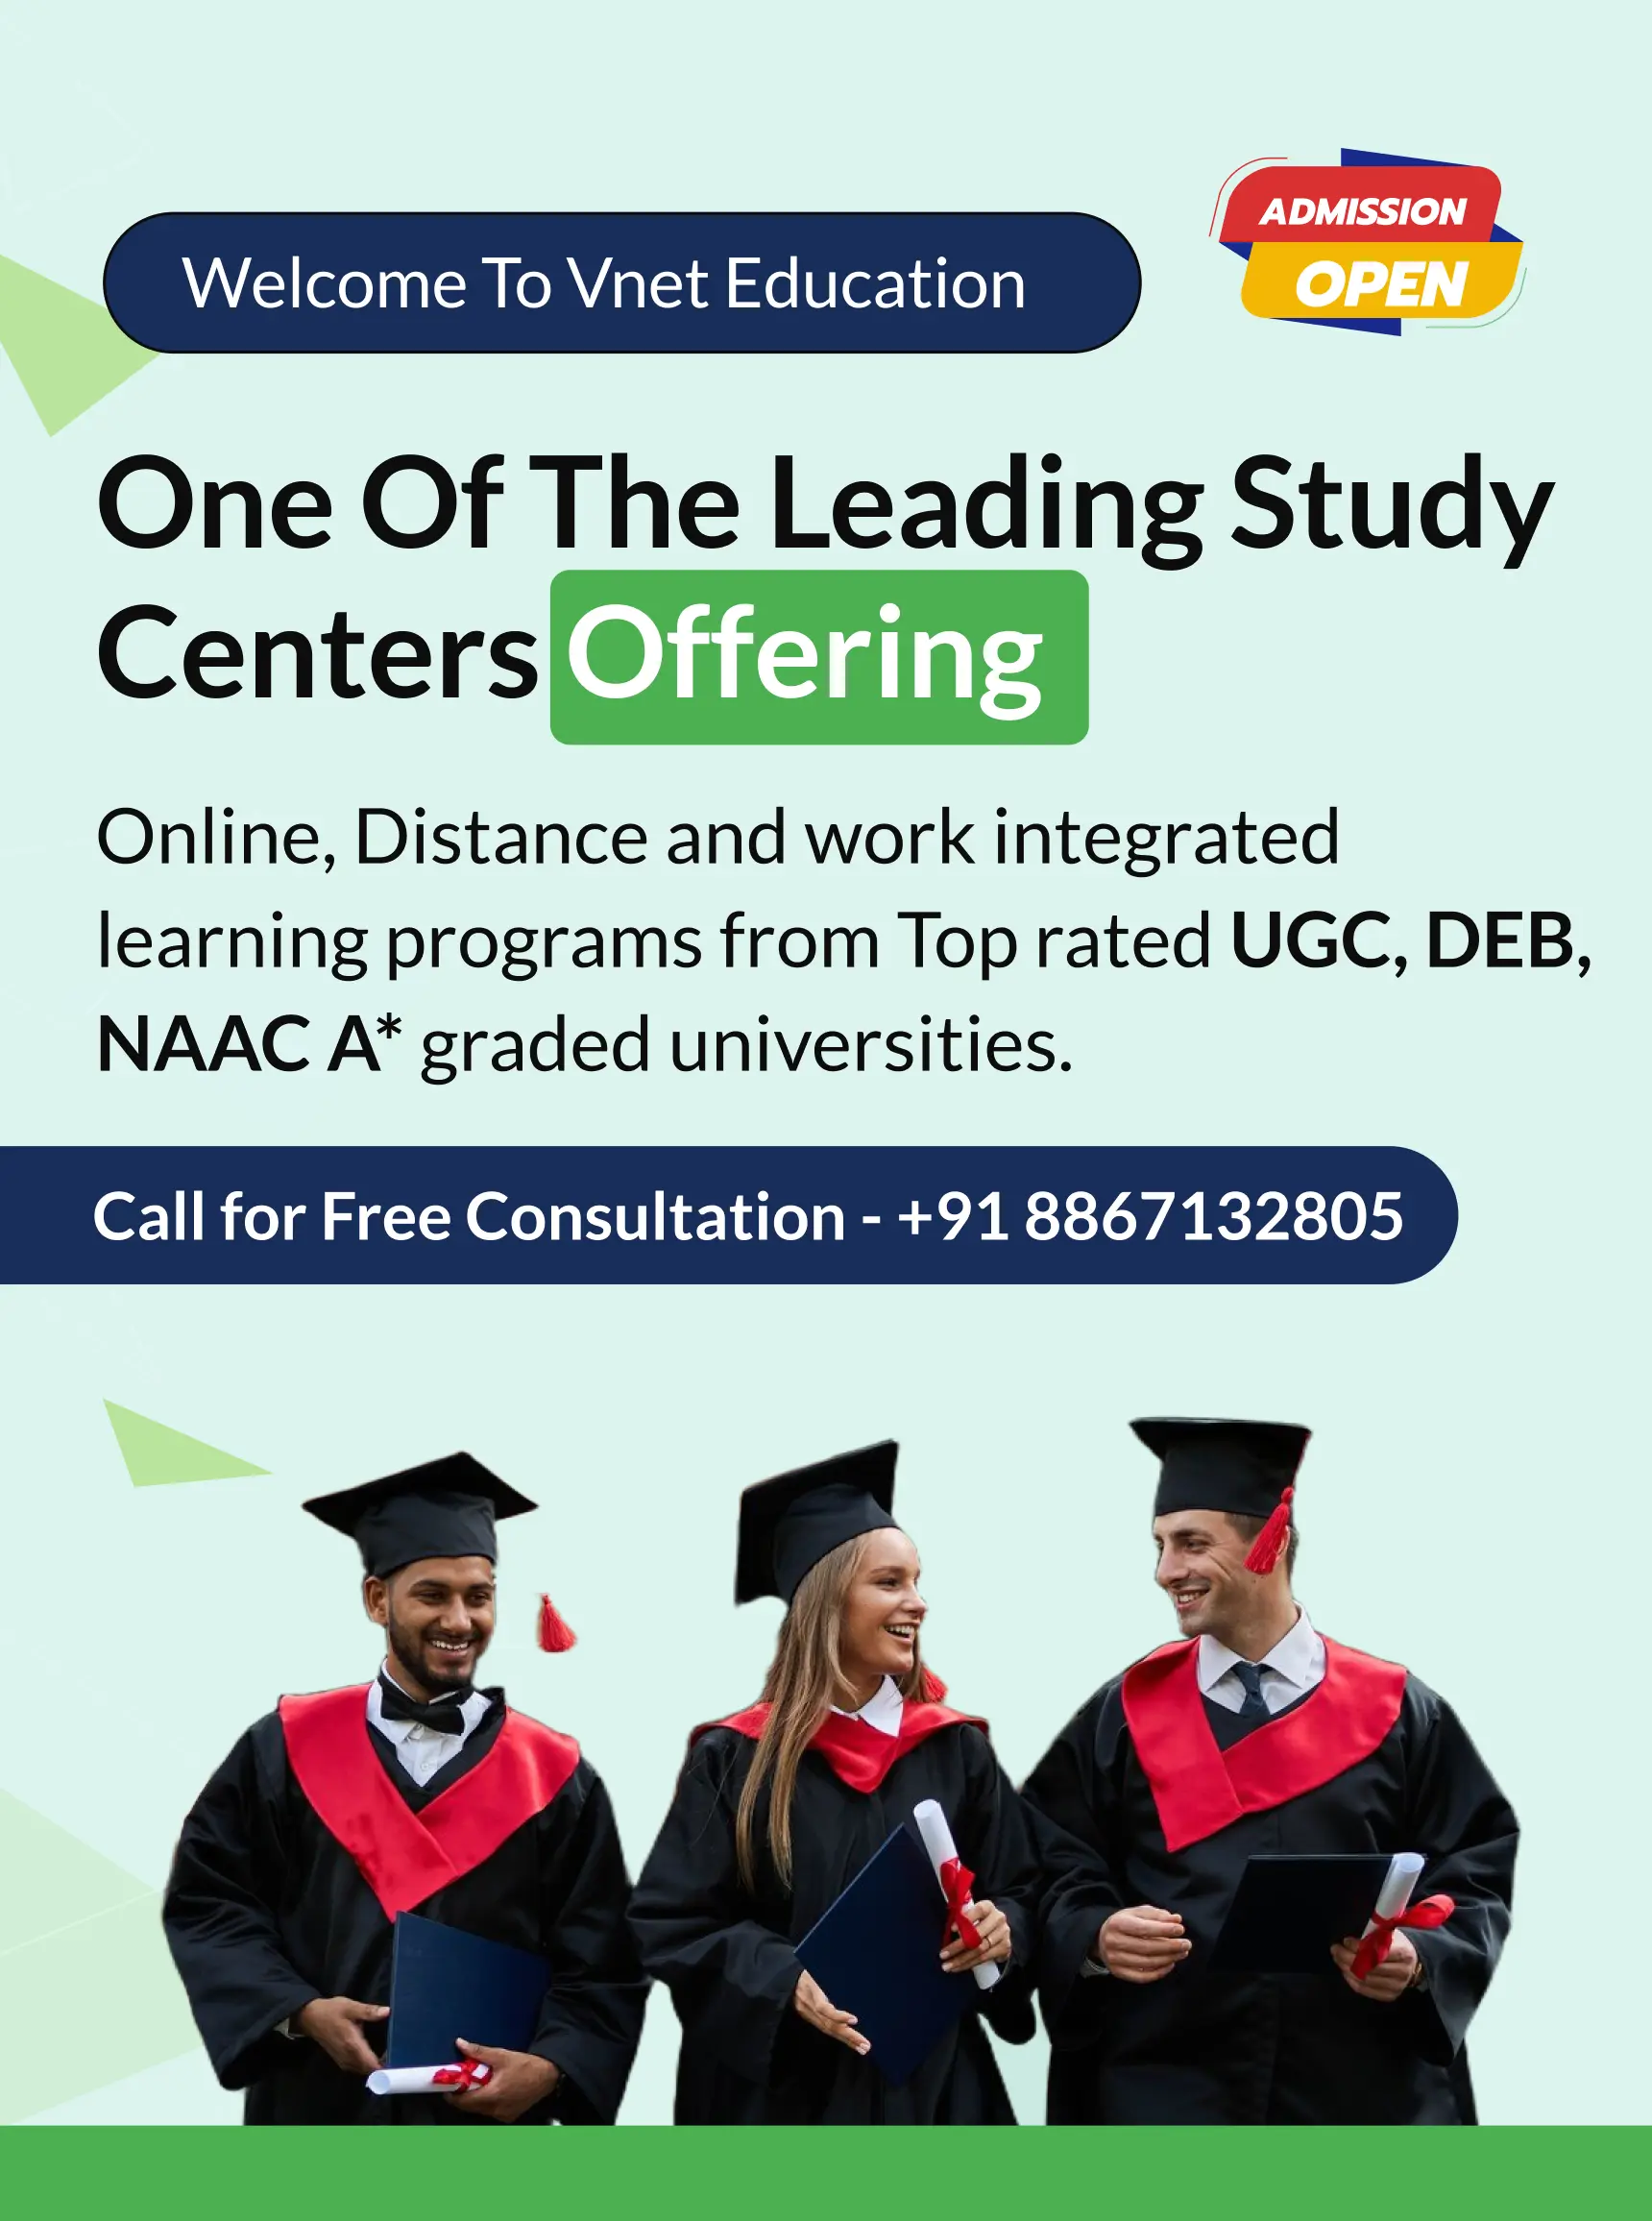 Welcome To Vnet Education
ADMISSION
OPEN
One Of The Leading Study
Centers Offering
Online, Distance and work integrated
learning programs from Top rated UGC, DEB,
NAAC A* graded universities.
Call for Free Consultation - +91 8867132805